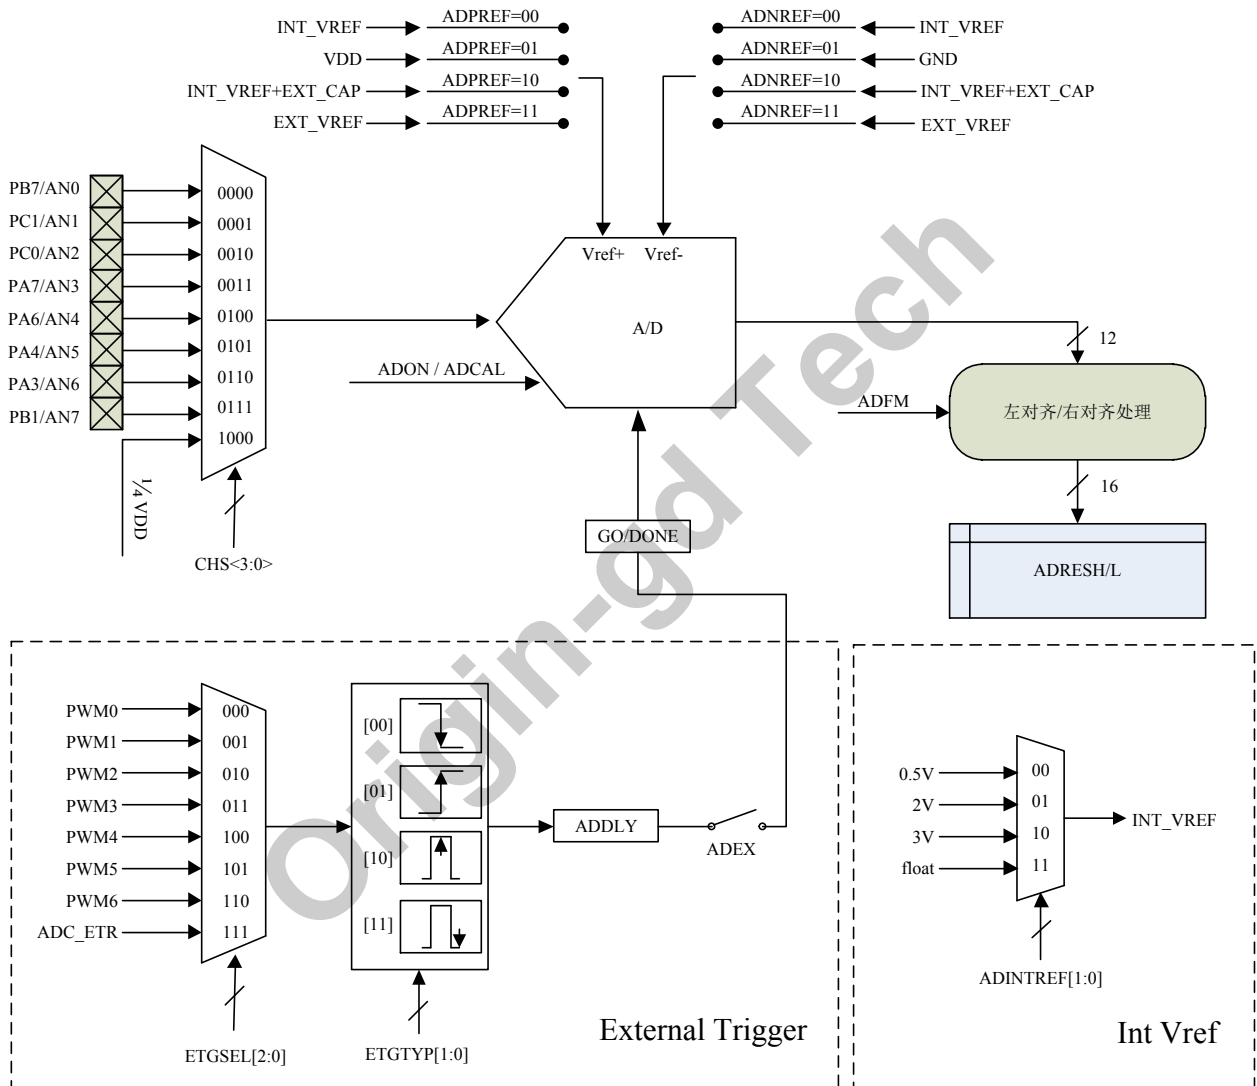 INT_VREF ADPREF=00 ADNREF=00 INT_VREF
VDD ADPREF=01 ADNREF=01 GND
INT_VREF+EXT_CAP ADPREF=10 ADNREF=10 INT_VREF+EXT_CAP
EXT_VREF ADPREF=11 ADNREF=11 EXT_VREF
PB7/AN0 0000
PC1/AN1 0001
PC0/AN2 0010
PA7/AN3 0011
PA6/AN4 0100
PA4/AN5 0101
PA3/AN6 0110
PB1/AN7 0111
1000
¼ VDD
CHS<3:0>
Vref+ Vref-
A/D
ADON / ADCAL
GO/DONE
12
ADFM
左对齐/右对齐处理
16
ADRESH/L
PWM0 000
PWM1 001
PWM2 010
PWM3 011
PWM4 100
PWM5 101
PWM6 110
ADC_ETR 111
ETGSEL[2:0]
[00]
[01]
[10]
[11]
ETGTYP[1:0]
ADDLY
ADEX
External Trigger
0.5V 00
2V 01
3V 10
float 11
INT_VREF
ADINTREF[1:0]
Int Vref
Origin-gd Tech